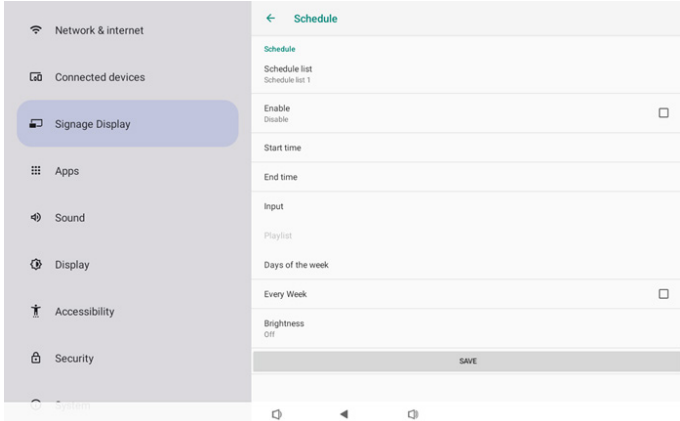 Network & internet
Connected devices
Signage Display
Apps
Sound
Display
Accessibility
Security
System
Schedule
Schedule
Schedule list
Schedule list 1
Enable
Disable
Start time
End time
Input
Playlist
Days of the week
Every Week
Brightness
Off
SAVE